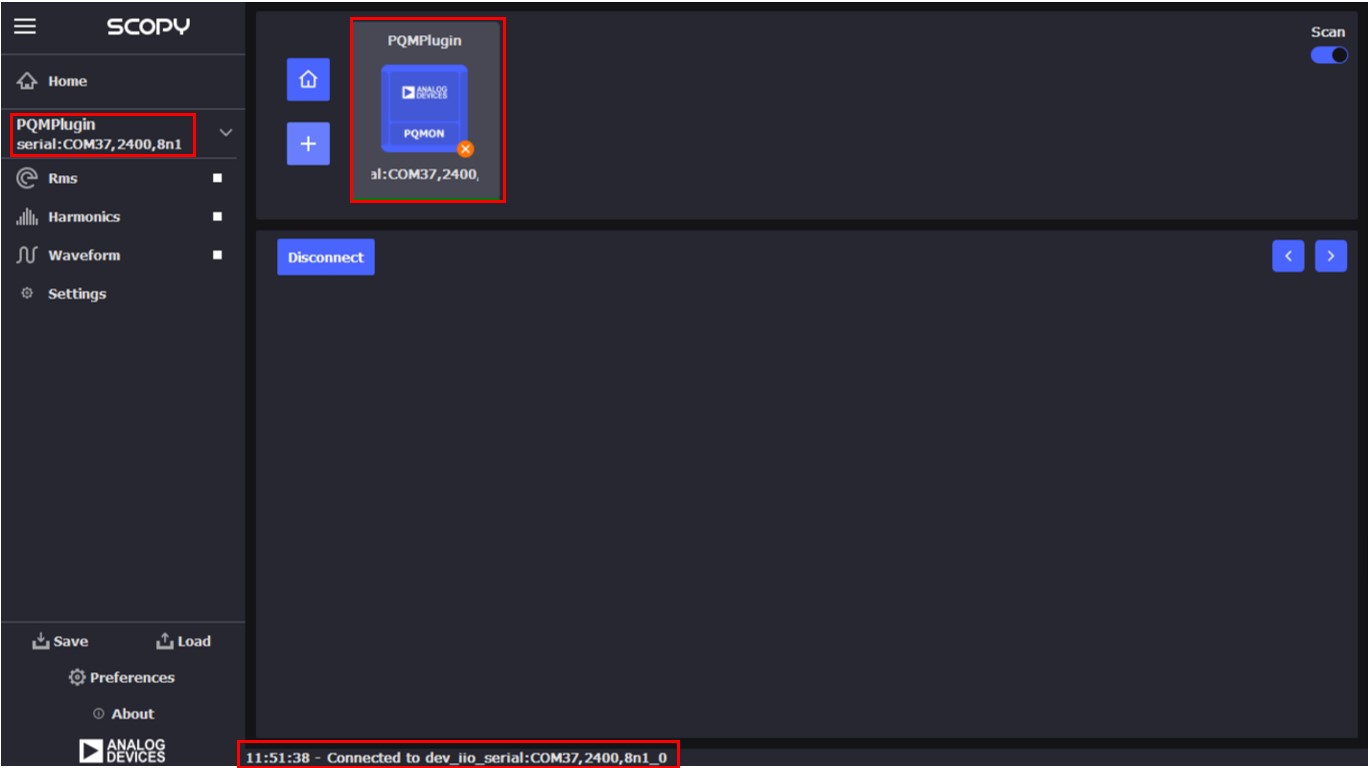 SCOPY
Home
PQMPlugin
serial:COM37,2400,8n1
Rms
Harmonics
Waveform
Settings
Save
Load
Preferences
About
ANALOG
DEVICES
PQMPlugin
ANALOG
DEVICES
PQMON
al:COM37,2400,
Scan
Disconnect
11:51:38 - Connected to dev_iio_serial:COM37,2400,8n1_0